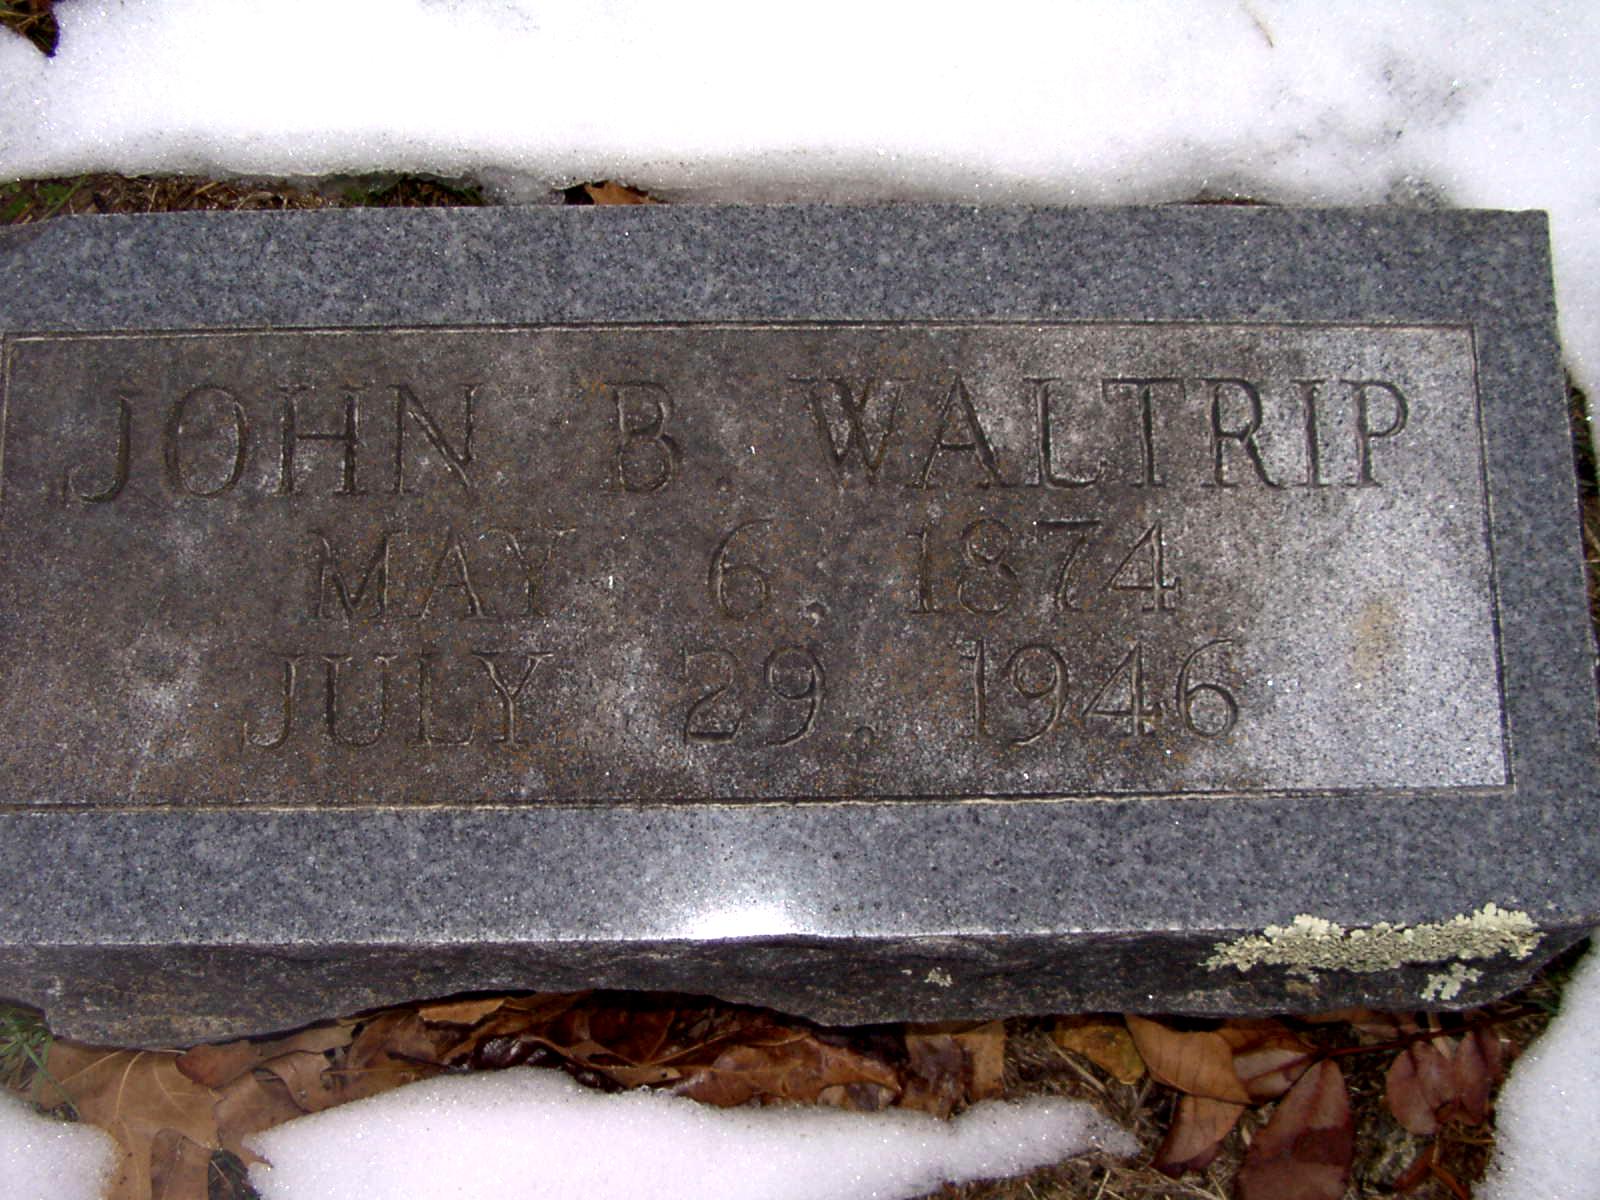 JOHN B. WALTRIP
MAY 6, 1874
JULY 29, 1946